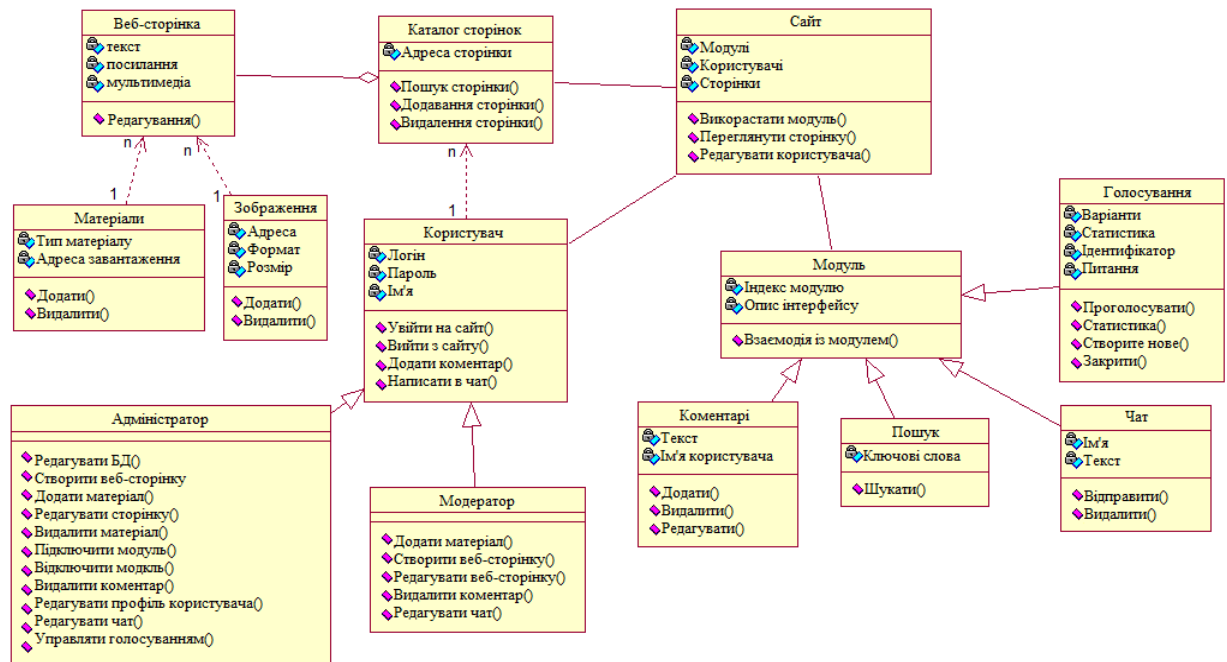 Веб-сторінка
текст
посилання
мультимедіа
Редагування()
Каталог сторінок
Адреса сторінки
Пошук сторінки()
Додавання сторінки()
Видалення сторінки()
Сайт
Модулі
Користувачі
Сторінки
Використати модуль()
Переглянути сторінку()
Редагувати користувача()
n
n
1
1
n
1
Матеріали
Тип матеріалу
Адреса завантаження
Додати()
Видалити()
Зображення
Адреса
Формат
Розмір
Додати()
Видалити()
Користувач
Логін
Пароль
Ім'я
Увійти на сайт()
Вийти з сайту()
Додати коментар()
Написати в чат()
Модуль
Індекс модулю
Опис інтерфейсу
Взаємодія із модулем()
Голосування
Варіанти
Статистика
Ідентифікатор
Питання
Проголосувати()
Статистика()
Створите нове()
Закрити()
Адміністратор
Редагувати БД()
Створити веб-сторінку
Додати матеріал()
Редагувати сторінку()
Видалити матеріал()
Підключити модуль()
Відключити модкль()
Видалити коментар()
Редагувати профіль користувача()
Редагувати чат()
Управляти голосуванням()
Модератор
Додати матеріал()
Створити веб-сторінку()
Редагувати веб-сторінку()
Видалити коментар()
Редагувати чат()
Коментарі
Текст
Ім'я користувача
Додати()
Видалити()
Редагувати()
Пошук
Ключові слова
Шукати()
Чат
Ім'я
Текст
Відправити()
Видалити()